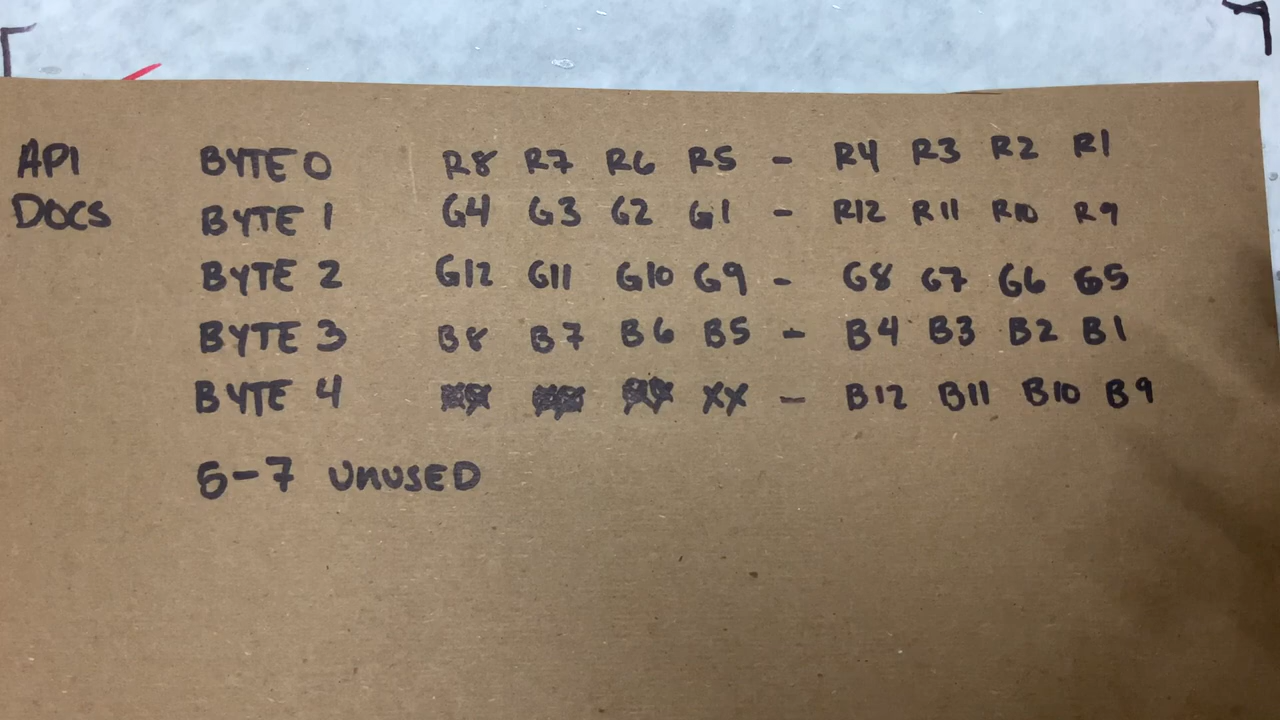 API BYTE 0 R8 R7 R6 R5 - R4 R3 R2 R1
DOCS BYTE 1 G4 G3 G2 G1 - R12 R11 R10 R9
BYTE 2 G12 G11 G10 G9 - G8 G7 G6 G5
BYTE 3 B8 B7 B6 B5 - B4 B3 B2 B1
BYTE 4 XX - B12 B11 B10 B9
5-7 UNUSED